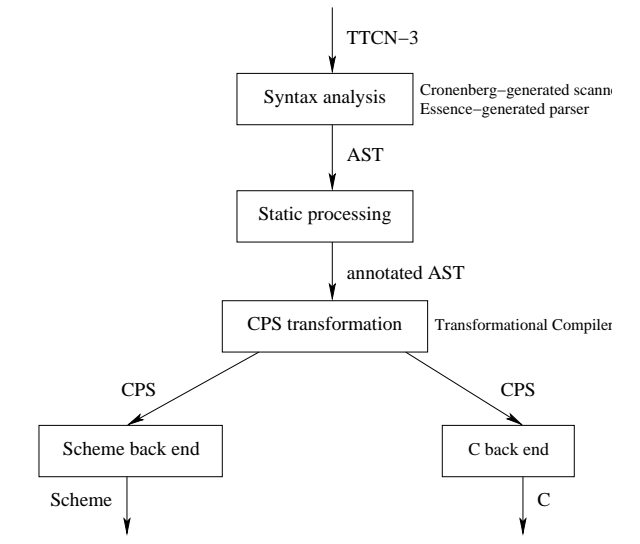 TTCN−3
Syntax analysis
Cronenberg−generated scann
Essence−generated parser
AST
Static processing
annotated AST
CPS transformation
Transformational Compiler
CPS
CPS
Scheme back end
C back end
Scheme
C